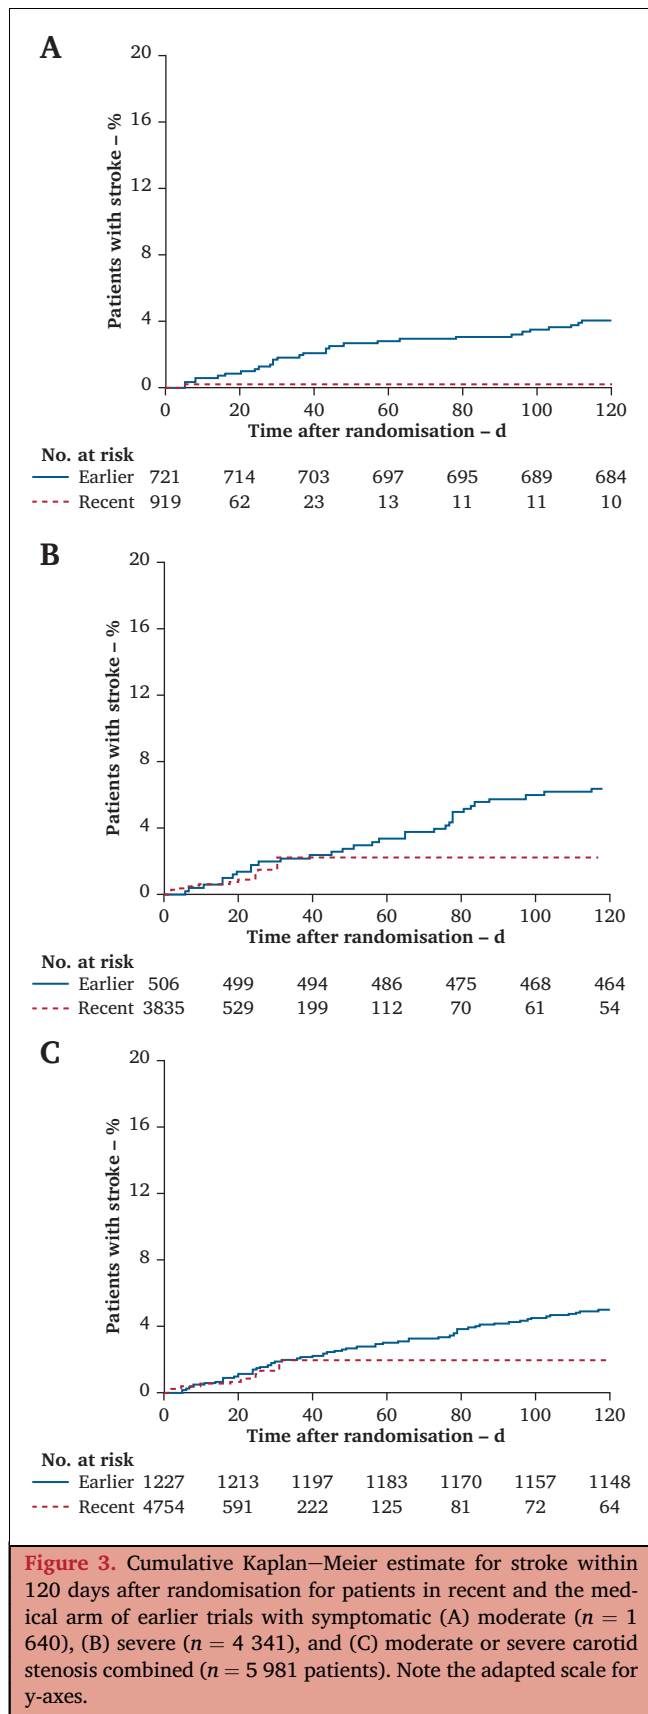 A
20
16
12
8
4
0
Patients with stroke – %
0 20 40 60 80 100 120
Time after randomisation – d
No. at risk
Earlier 721 714 703 697 695 689 684
Recent 919 62 23 13 11 11 10
B
20
16
12
8
4
0
Patients with stroke – %
0 20 40 60 80 100 120
Time after randomisation – d
No. at risk
Earlier 506 499 494 486 475 468 464
Recent 3835 529 199 112 70 61 54
C
20
16
12
8
4
0
Patients with stroke – %
0 20 40 60 80 100 120
Time after randomisation – d
No. at risk
Earlier 1227 1213 1197 1183 1170 1157 1148
Recent 4754 591 222 125 81 72 64
Figure 3. Cumulative Kaplan–Meier estimate for stroke within
120 days after randomisation for patients in recent and the med-
ical arm of earlier trials with symptomatic (A) moderate (n = 1
640), (B) severe (n = 4 341), and (C) moderate or severe carotid
stenosis combined (n = 5 981 patients). Note the adapted scale for
y-axes.